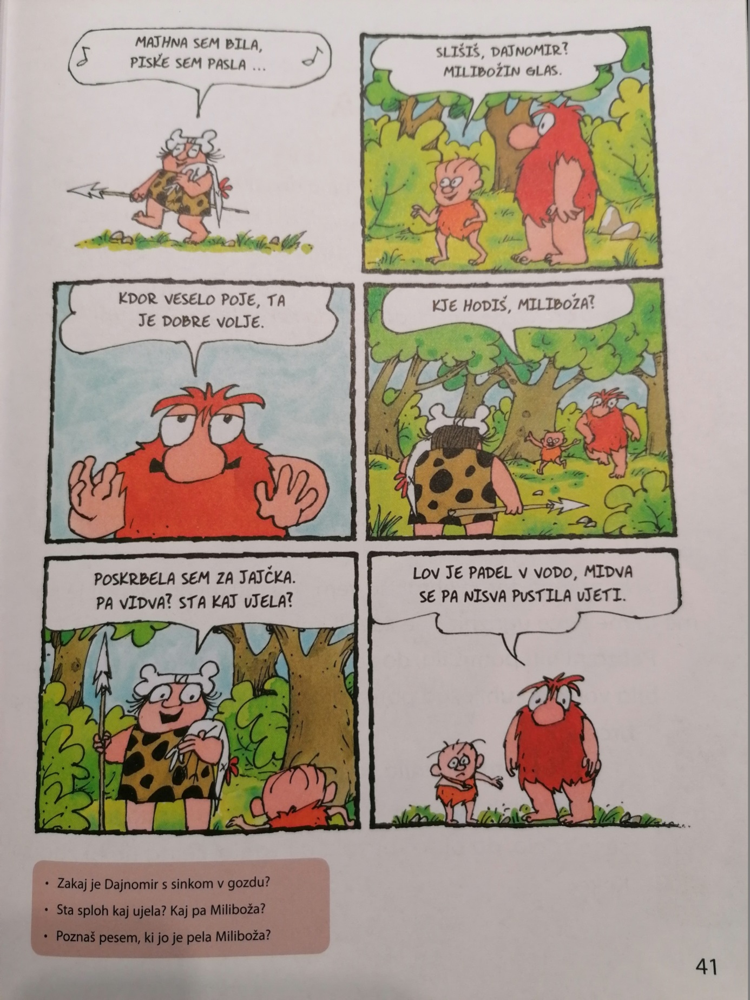 MAJHNA SEM BILA,
PIŠKE SEM PASLA ...
SLIŠIŠ, DAJNOMIR?
MILIBOŽIN GLAS.
KDOR VESELO POJE, TA
JE DOBRE VOLJE.
KJE HODIŠ, MILIBOŽA?
POSKRBELA SEM ZA JAJČKA.
PA VIDVA? STA KAJ UJELA?
LOV JE PADEL V VODO, MIDVA
SE PA NISVA PUSTILA UJETI.
• Zakaj je Dajnomir s sinkom v gozdu?
• Sta sploh kaj ujela? Kaj pa Miliboža?
• Poznaš pesem, ki jo je pela Miliboža?
41